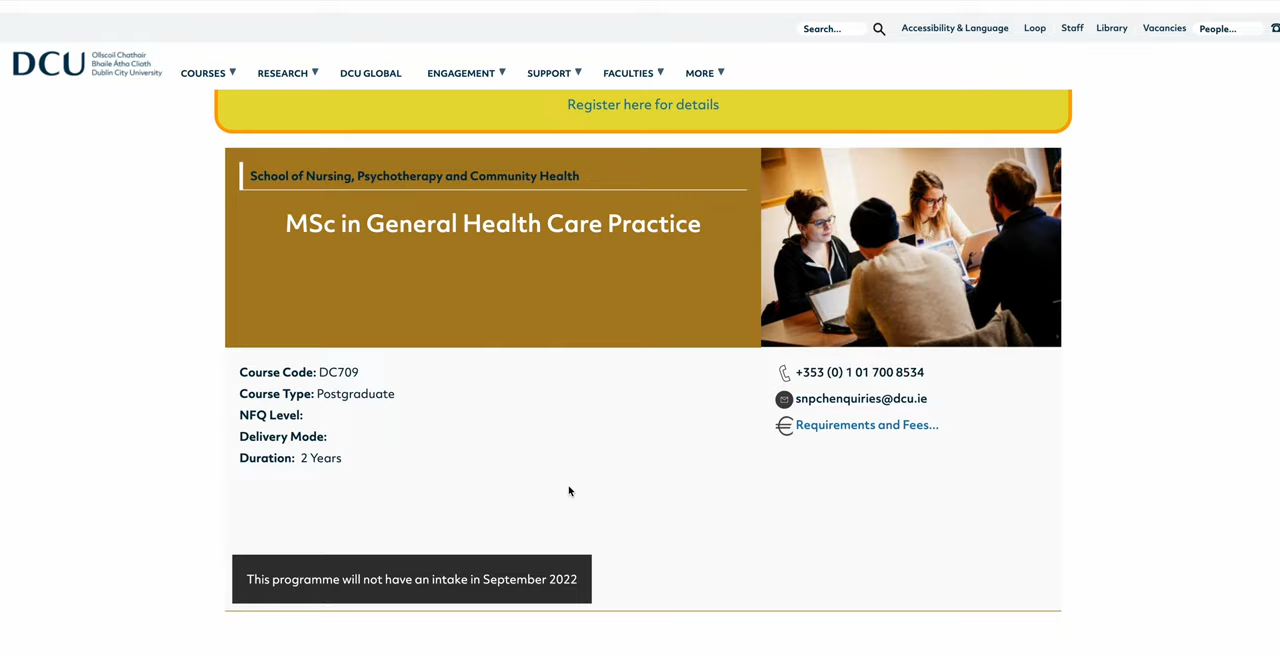 Search...
Accessibility & Language
Loop
Staff
Library
Vacancies
People...
DCU
Ollscoil Chathair
Bhaile Átha Cliath
Dublin City University
COURSES
RESEARCH
DCU GLOBAL
ENGAGEMENT
SUPPORT
FACULTIES
MORE
Register here for details
School of Nursing, Psychotherapy and Community Health
MSc in General Health Care Practice
Course Code: DC709
Course Type: Postgraduate
NFQ Level:
Delivery Mode:
Duration: 2 Years
+353 (0) 1 01 700 8534
snpchenquiries@dcu.ie
Requirements and Fees...
This programme will not have an intake in September 2022